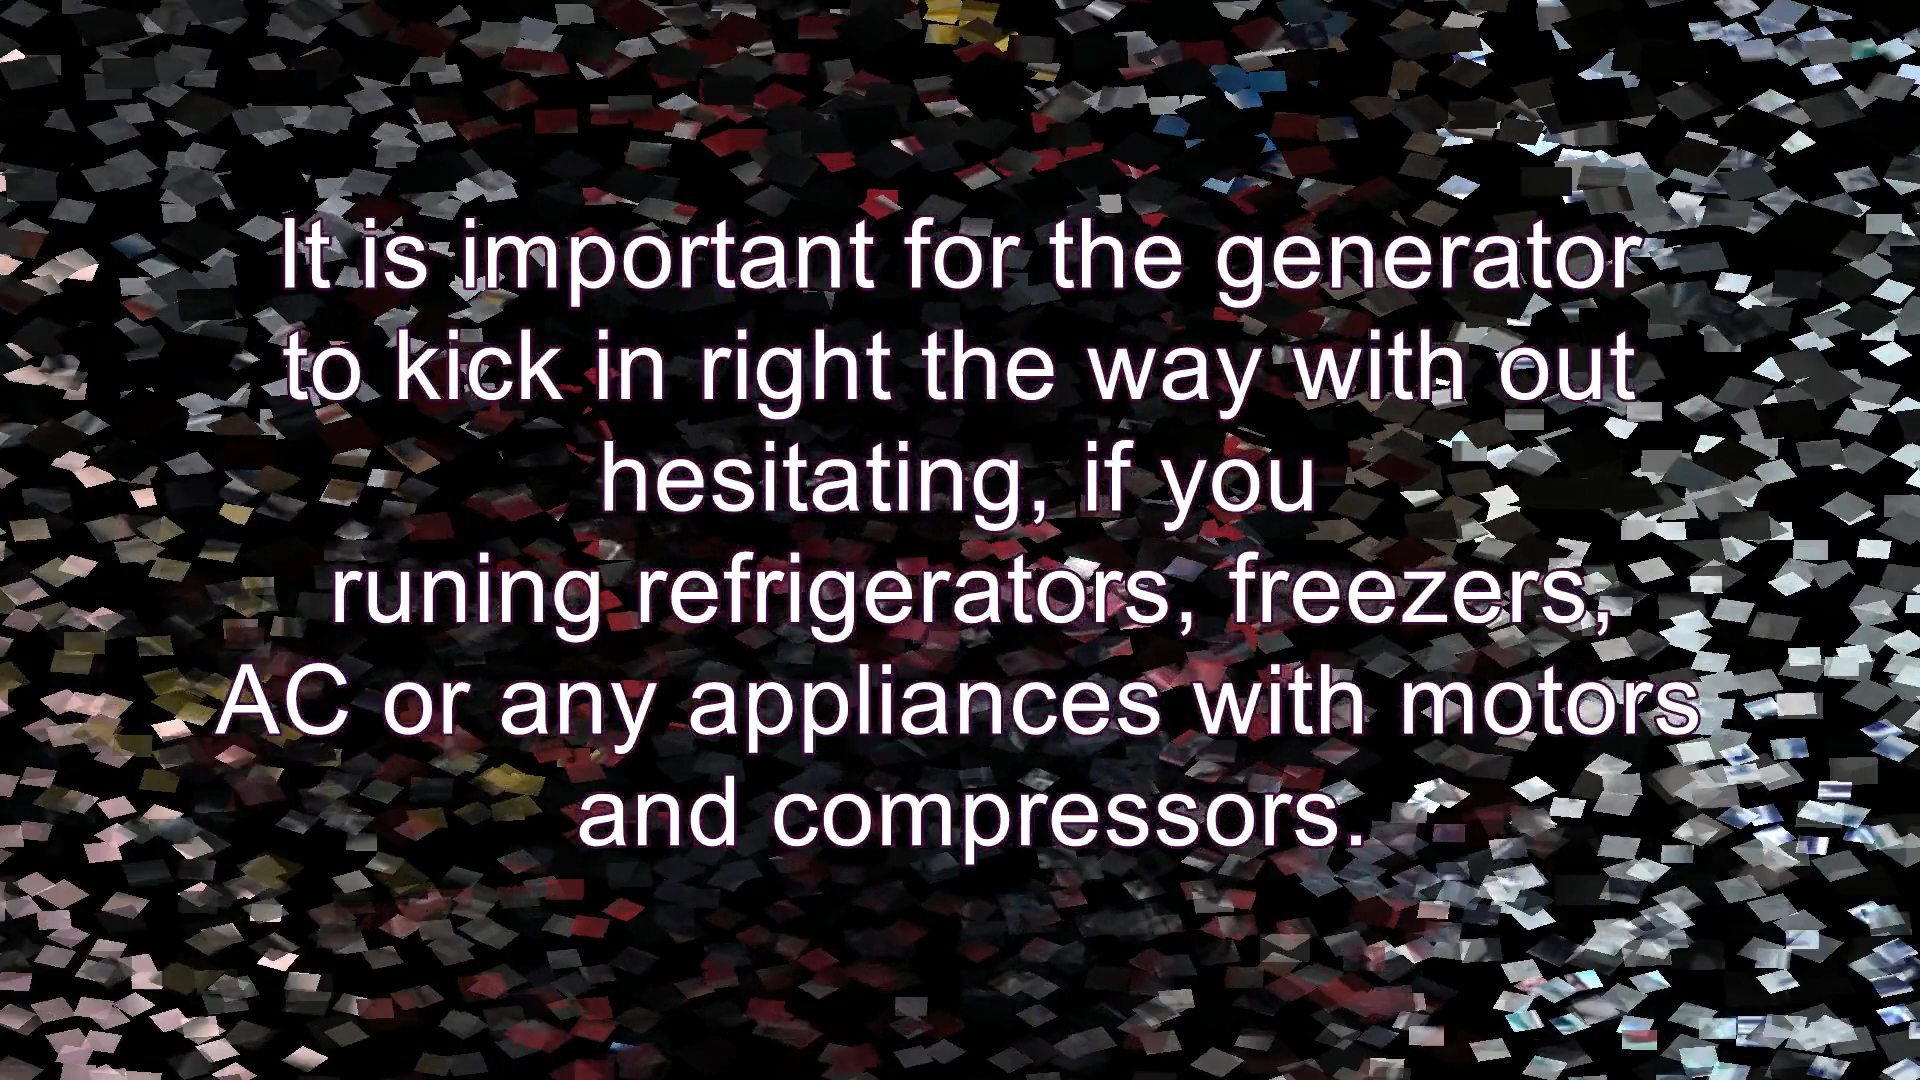 It is important for the generator
to kick in right the way with out
hesitating, if you
runing refrigerators, freezers,
AC or any appliances with motors
and compressors.